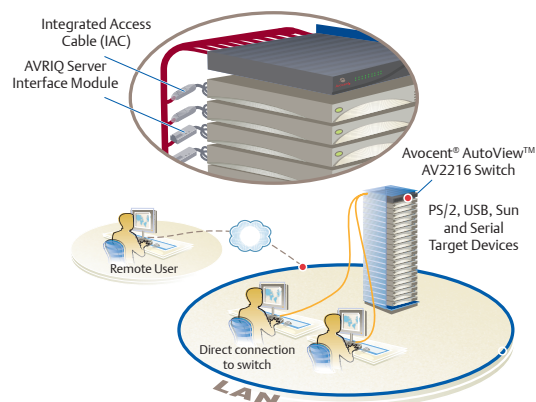 Integrated Access
Cable (IAC)
AVRIQ Server
Interface Module
Avocent® AutoView™
AV2216 Switch
PS/2, USB, Sun
and Serial
Target Devices
Remote User
Direct connection
to switch
LAN